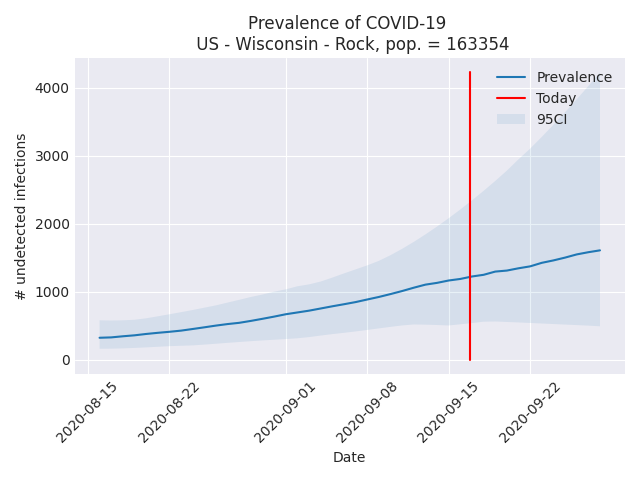 Prevalence of COVID-19
US - Wisconsin - Rock, pop. = 163354
# undetected infections
4000
3000
2000
1000
0
Prevalence
Today
95CI
2020-08-15
2020-08-22
2020-09-01
2020-09-08
2020-09-15
2020-09-22
Date